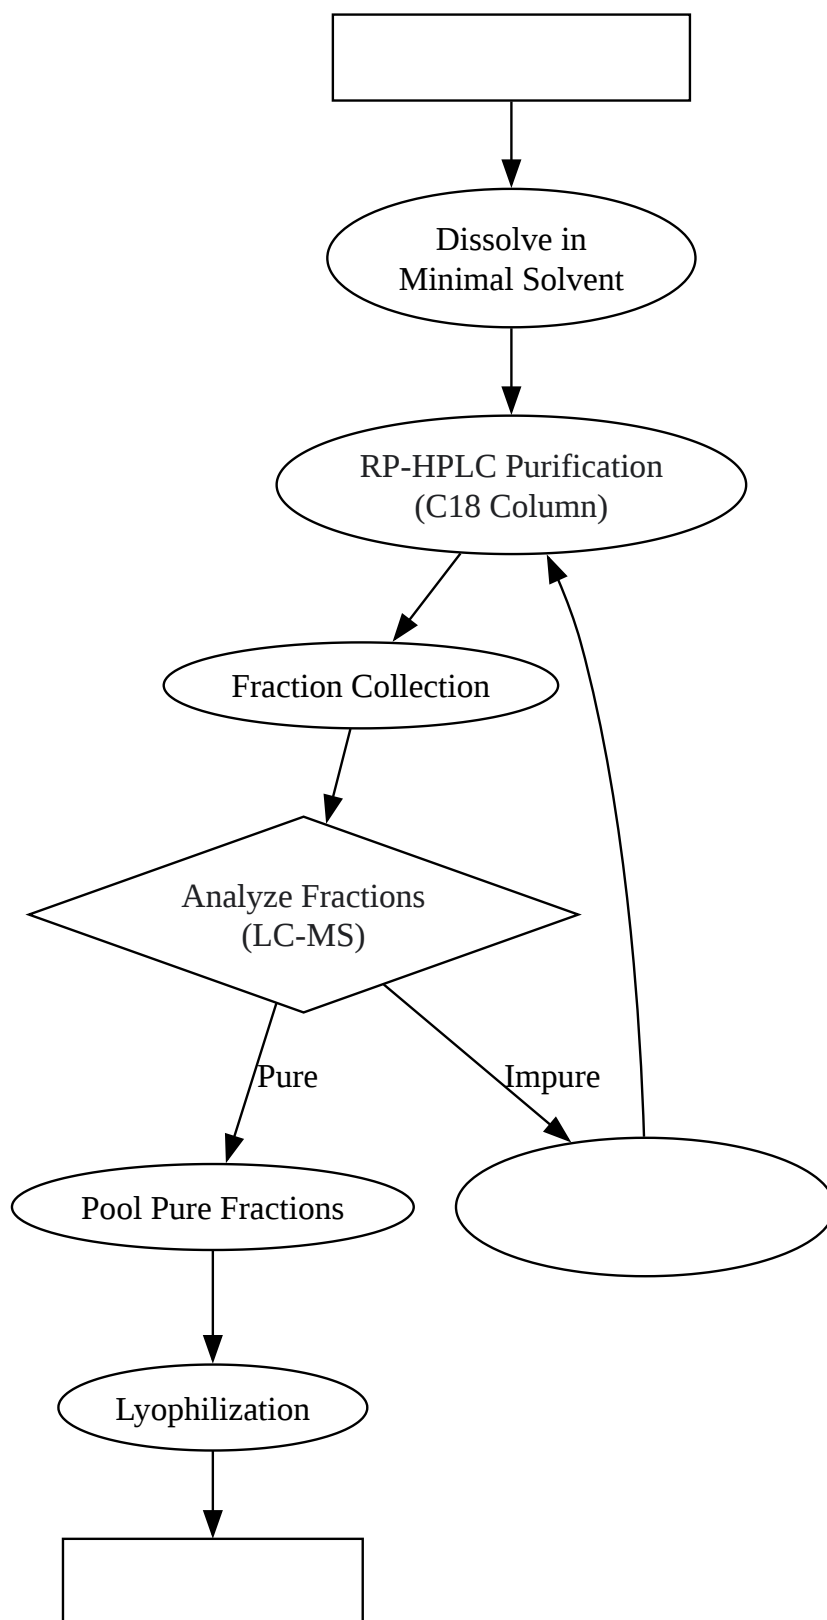 Dissolve in
Minimal Solvent
RP-HPLC Purification
(C18 Column)
Fraction Collection
Analyze Fractions
(LC-MS)
Pure
Impure
Pool Pure Fractions
Lyophilization